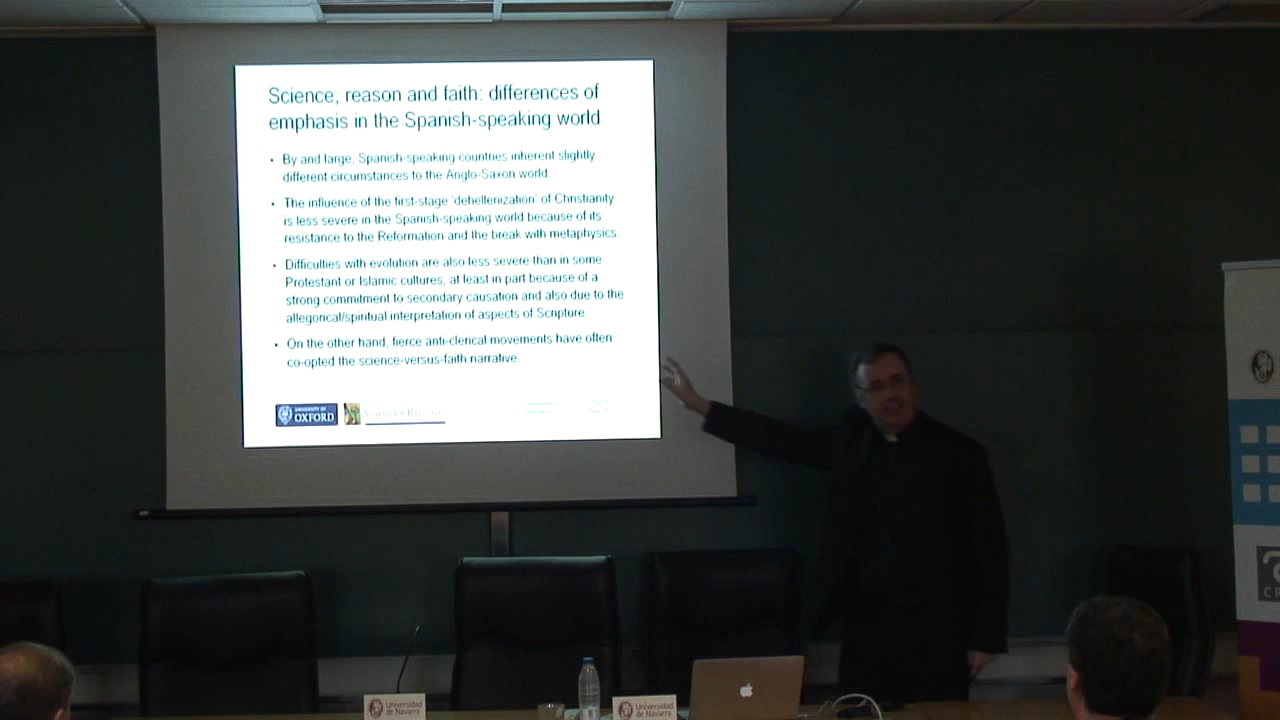 Science, reason and faith: differences of
emphasis in the Spanish-speaking world
• By and large, Spanish-speaking countries inherent slightly
different circumstances to the Anglo-Saxon world.
• The influence of the first-stage 'dehellenization' of Christianity
is less severe in the Spanish-speaking world because of its
resistance to the Reformation and the break with metaphysics.
• Difficulties with evolution are also less severe than in some
Protestant or Islamic cultures, at least in part because of a
strong commitment to secondary causation and also due to the
allegorical/spiritual interpretation of aspects of Scripture.
• On the other hand, fierce anti-clerical movements have often
co-opted the science-versus-faith narrative.
UNIVERSITY OF
OXFORD
Universidad
de Navarra
Universidad
de Navarra